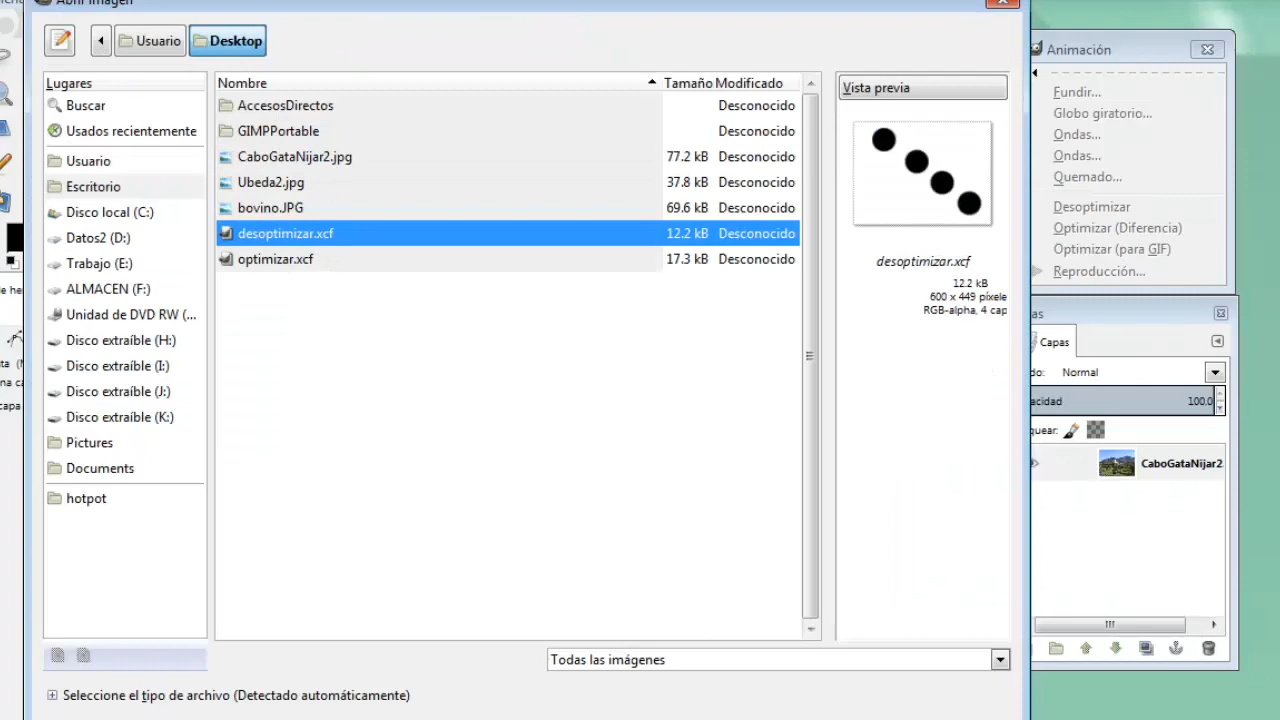 Abrir imagen
Usuario
Desktop
Lugares
Buscar
Usados recientemente
Usuario
Escritorio
Disco local (C:)
Datos2 (D:)
Trabajo (E:)
ALMACEN (F:)
Unidad de DVD RW (...
Disco extraíble (H:)
Disco extraíble (I:)
Disco extraíble (J:)
Disco extraíble (K:)
Pictures
Documents
hotpot
Nombre Tamaño Modificado
AccesosDirectos Desconocido
GIMPPortable Desconocido
CaboGataNijar2.jpg 77.2 kB Desconocido
Ubeda2.jpg 37.8 kB Desconocido
bovino.JPG 69.6 kB Desconocido
desoptimizar.xcf 12.2 kB Desconocido
optimizar.xcf 17.3 kB Desconocido
Vista previa
desoptimizar.xcf
12.2 kB
600 x 449 píxele
RGB-alpha, 4 cap
Todas las imágenes
Seleccione el tipo de archivo (Detectado automáticamente)
Animación
Fundir...
Globo giratorio...
Ondas...
Ondas...
Quemado...
Desoptimizar
Optimizar (Diferencia)
Optimizar (para GIF)
Reproducción...
as
Capas
do: Normal
acidad 100,0
quear:
CaboGataNijar2.